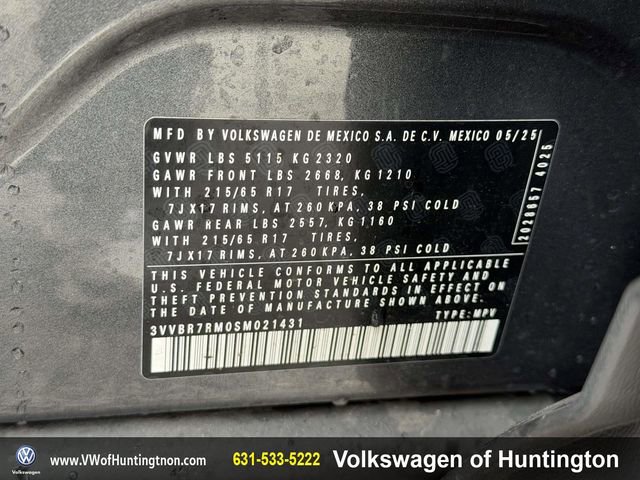 MFD BY VOLKSWAGEN DE MEXICO S.A. DE C.V. MEXICO 05/25
GVWR LBS 5115 KG 2320
GAWR FRONT LBS 2668, KG 1210
WITH 215/65 R17 TIRES,
7JX17 RIMS, AT 260 KPA, 38 PSI COLD
GAWR REAR LBS 2557, KG 1160
WITH 215/65 R17 TIRES,
7JX17 RIMS, AT 260 KPA, 38 PSI COLD
THIS VEHICLE CONFORMS TO ALL APPLICABLE
U.S. FEDERAL MOTOR VEHICLE SAFETY AND
THEFT PREVENTION STANDARDS IN EFFECT ON
THE DATE OF MANUFACTURE SHOWN ABOVE.
3VVBR7RM0SM021431 TYPE: MPV
2028057 4025
Volkswagen
www.VWofHuntingtnon.com
631-533-5222
Volkswagen of Huntington